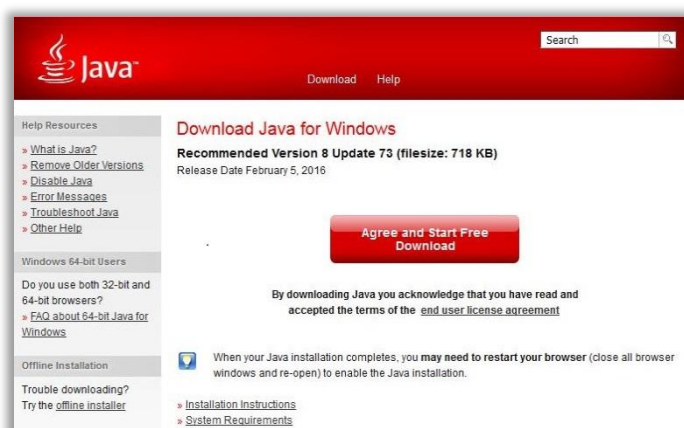 Java™
Search
Download Help
Help Resources
» What is Java?
» Remove Older Versions
» Disable Java
» Error Messages
» Troubleshoot Java
» Other Help
Windows 64-bit Users
Do you use both 32-bit and
64-bit browsers?
» FAQ about 64-bit Java for
Windows
Offline Installation
Trouble downloading?
Try the offline installer
Download Java for Windows
Recommended Version 8 Update 73 (filesize: 718 KB)
Release Date February 5, 2016
Agree and Start Free
Download
By downloading Java you acknowledge that you have read and
accepted the terms of the end user license agreement
When your Java installation completes, you may need to restart your browser (close all browser
windows and re-open) to enable the Java installation.
» Installation Instructions
» System Requirements